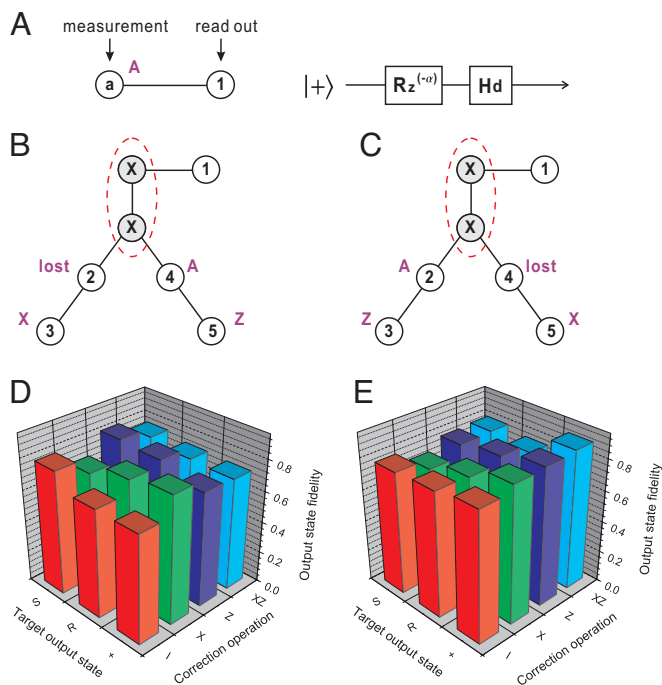 A
measurement
read out
A
a
1
|+⟩
Rz(-α)
Hd
B
C
X
1
X
1
X
X
lost
2
4
A
A
2
4
lost
X
3
5
Z
Z
3
5
X
D
E
0.8
0.6
0.4
0.2
0.0
Output state fidelity
S
R
+
Target output state
I
X
Z
XZ
Correction operation
0.8
0.6
0.4
0.2
0.0
Output state fidelity
S
R
+
Target output state
I
X
Z
XZ
Correction operation